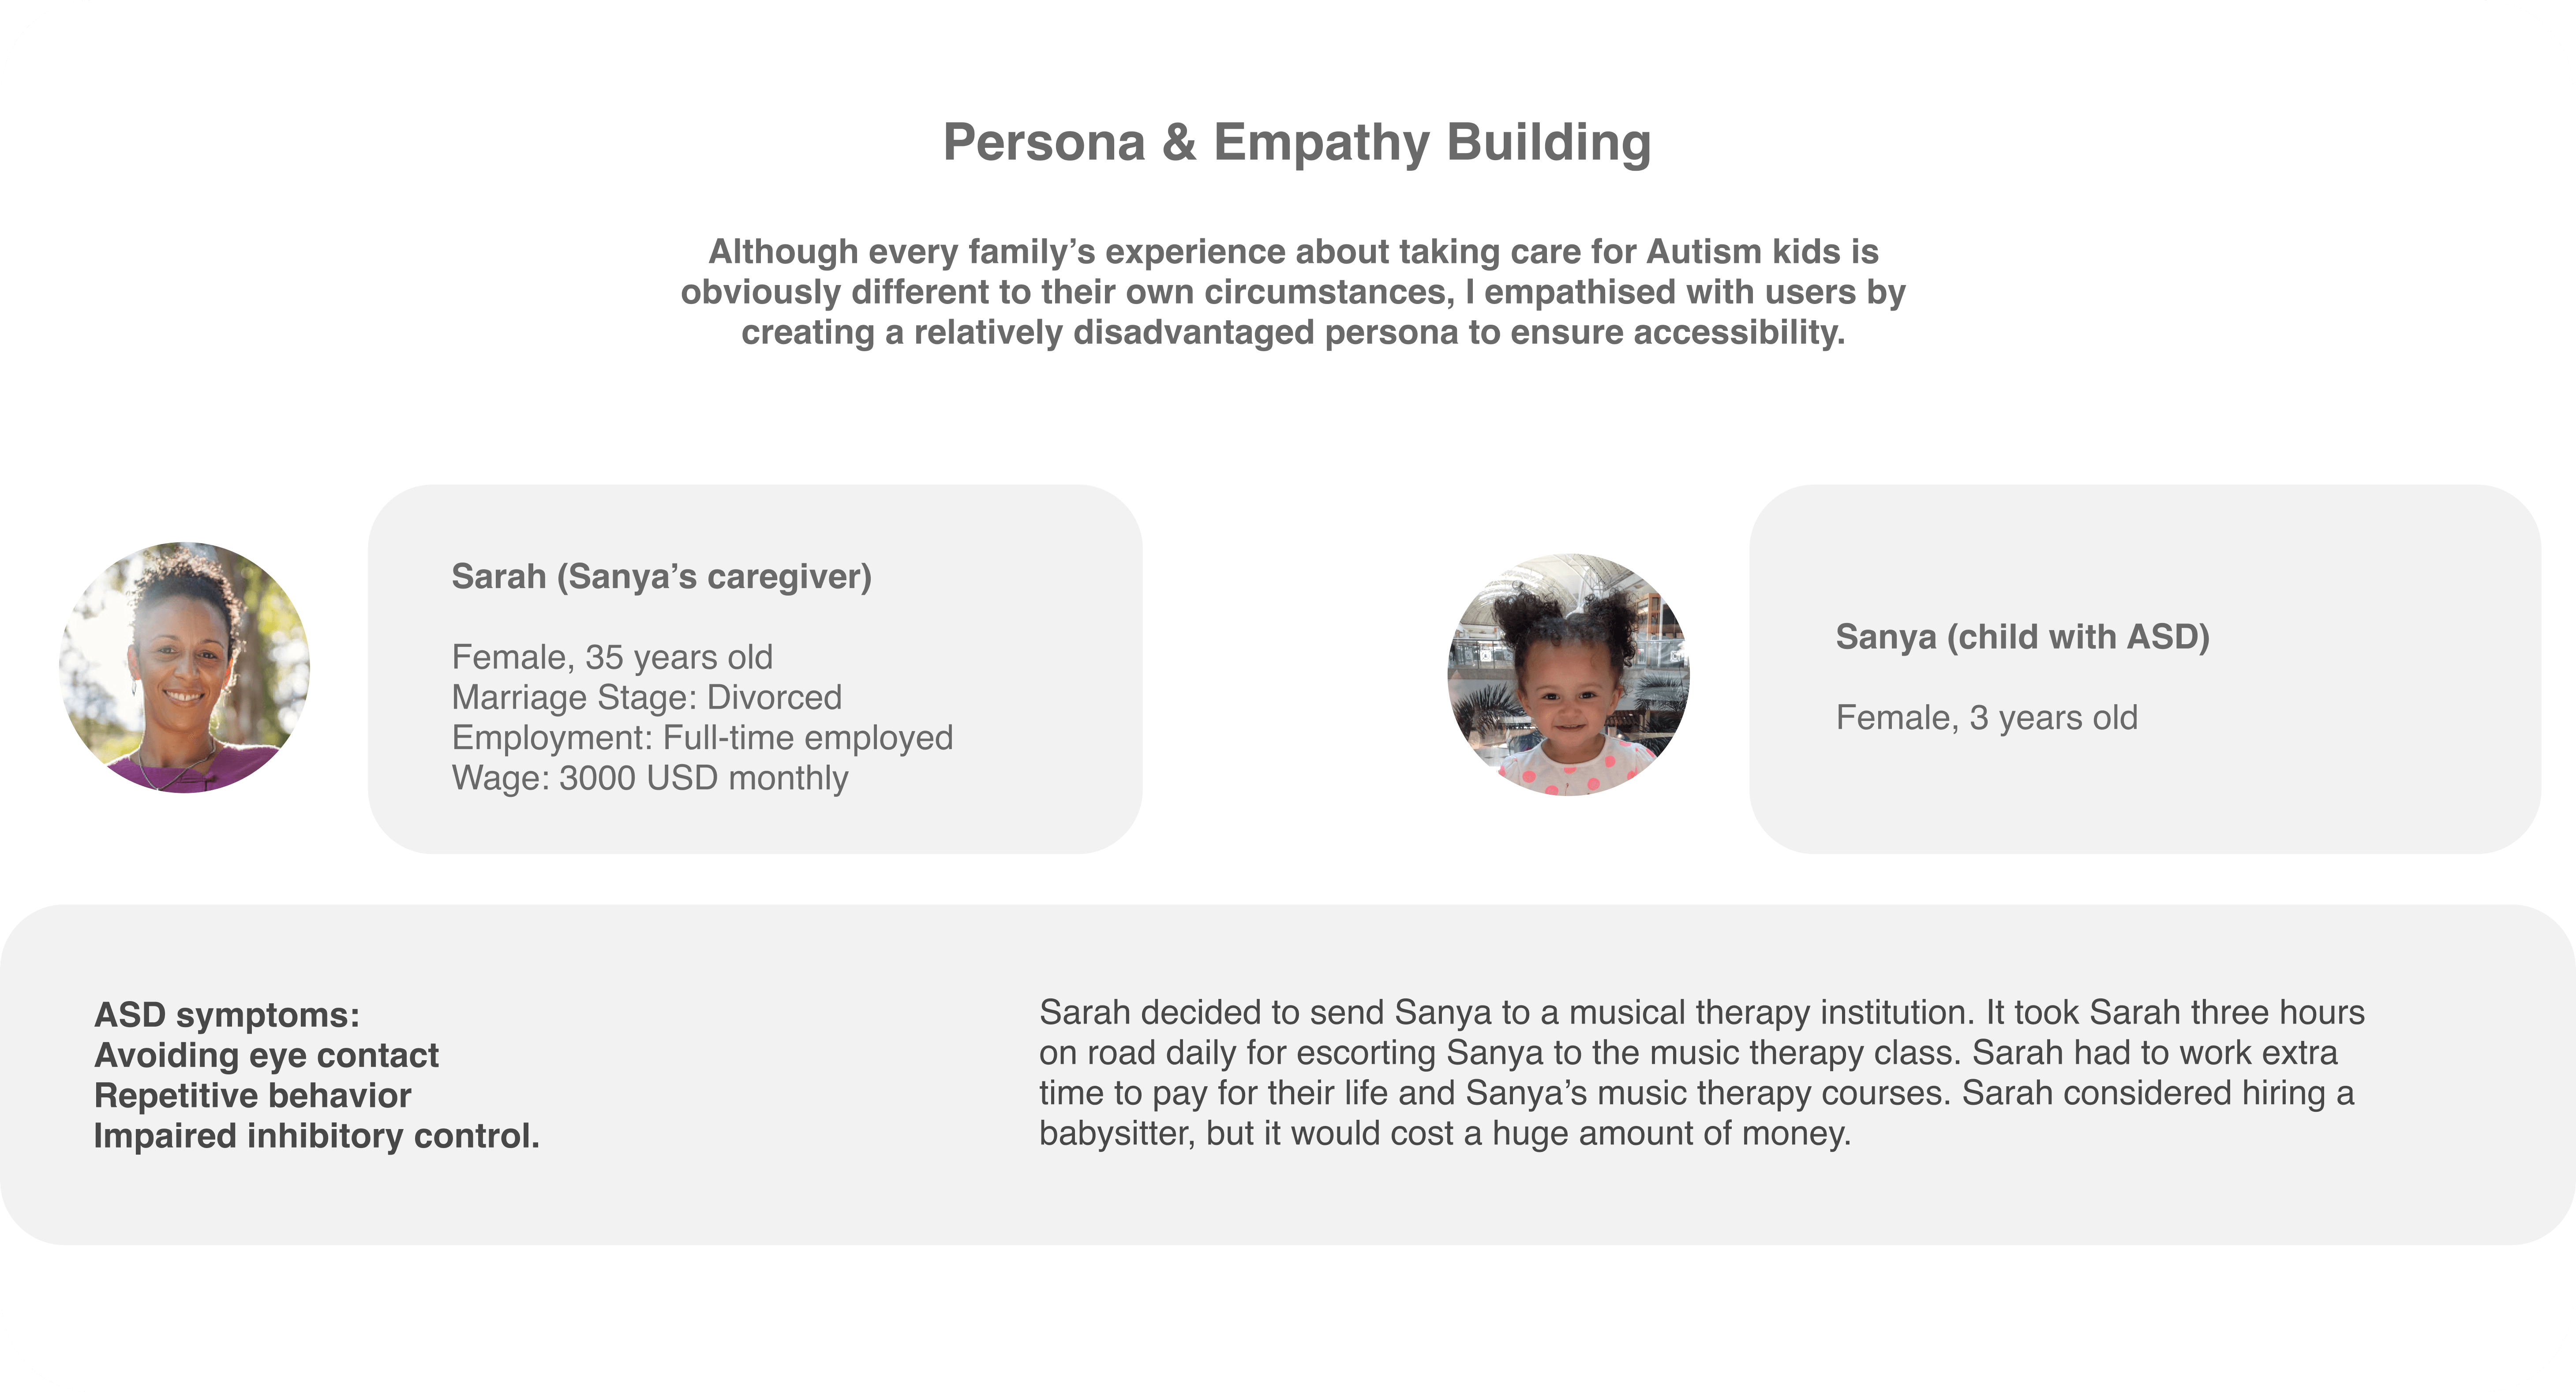 Persona & Empathy Building
Although every family’s experience about taking care for Autism kids is
obviously different to their own circumstances, I empathised with users by
creating a relatively disadvantaged persona to ensure accessibility.
Sarah (Sanya’s caregiver)
Female, 35 years old
Marriage Stage: Divorced
Employment: Full-time employed
Wage: 3000 USD monthly
Sanya (child with ASD)
Female, 3 years old
ASD symptoms:
Avoiding eye contact
Repetitive behavior
Impaired inhibitory control.
Sarah decided to send Sanya to a musical therapy institution. It took Sarah three hours
on road daily for escorting Sanya to the music therapy class. Sarah had to work extra
time to pay for their life and Sanya’s music therapy courses. Sarah considered hiring a
babysitter, but it would cost a huge amount of money.